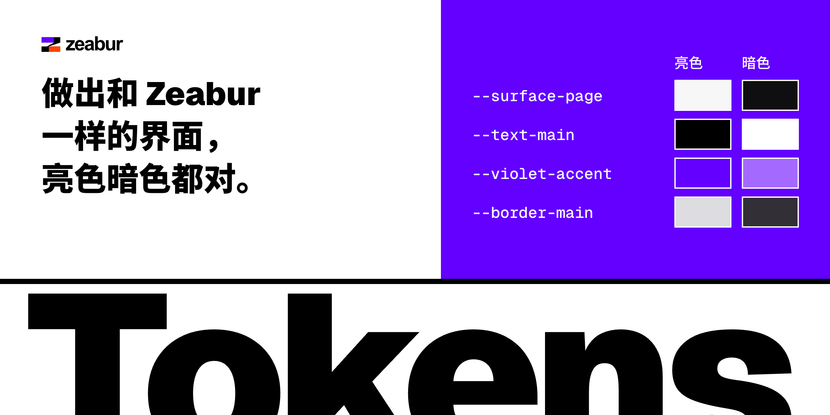 zeabur
做出和 Zeabur
一样的界面，
亮色暗色都对。
亮色 暗色
--surface-page
--text-main
--violet-accent
--border-main
Tokens